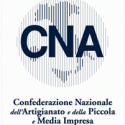 CNA
Confederazione Nazionale
dell'Artigianato e della Piccola
e Media Impresa